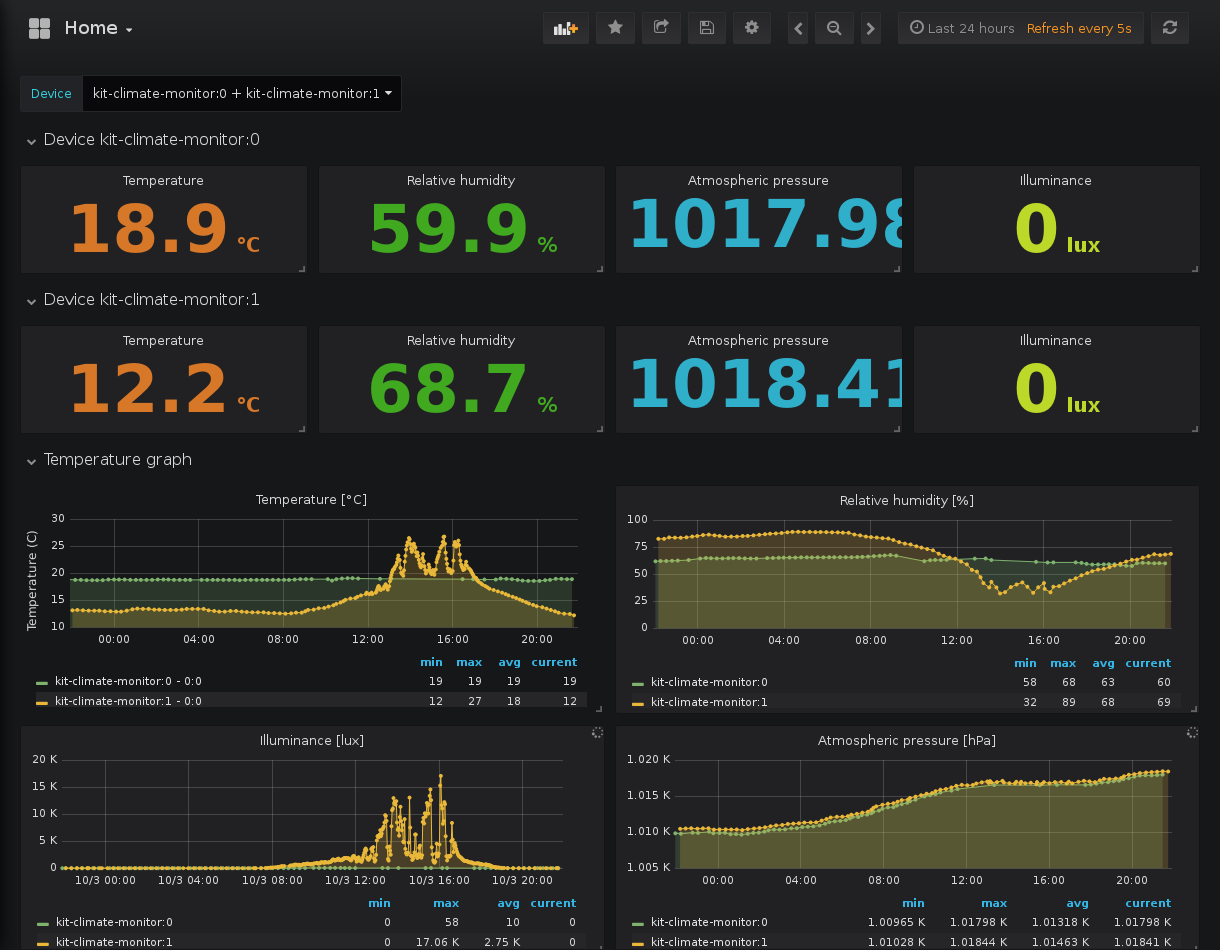 Home
Last 24 hours Refresh every 5s
Device kit-climate-monitor:0 + kit-climate-monitor:1
Device kit-climate-monitor:0
Temperature Relative humidity Atmospheric pressure Illuminance
18.9 °C 59.9 % 1017.98 0 lux
Device kit-climate-monitor:1
Temperature Relative humidity Atmospheric pressure Illuminance
12.2 °C 68.7 % 1018.41 0 lux
Temperature graph
Temperature [°C]
Temperature (C)
30
25
20
15
10
00:00 04:00 08:00 12:00 16:00 20:00
min max avg current
kit-climate-monitor:0 - 0:0 19 19 19 19
kit-climate-monitor:1 - 0:0 12 27 18 12
Relative humidity [%]
100
75
50
25
0
00:00 04:00 08:00 12:00 16:00 20:00
min max avg current
kit-climate-monitor:0 58 68 63 60
kit-climate-monitor:1 32 89 68 69
Illuminance [lux]
20 K
15 K
10 K
5 K
0
10/3 00:00 10/3 04:00 10/3 08:00 10/3 12:00 10/3 16:00 10/3 20:00
min max avg current
kit-climate-monitor:0 0 58 10 0
kit-climate-monitor:1 0 17.06 K 2.75 K 0
Atmospheric pressure [hPa]
1.020 K
1.015 K
1.010 K
1.005 K
00:00 04:00 08:00 12:00 16:00 20:00
min max avg current
kit-climate-monitor:0 1.00965 K 1.01798 K 1.01318 K 1.01798 K
kit-climate-monitor:1 1.01028 K 1.01844 K 1.01463 K 1.01841 K